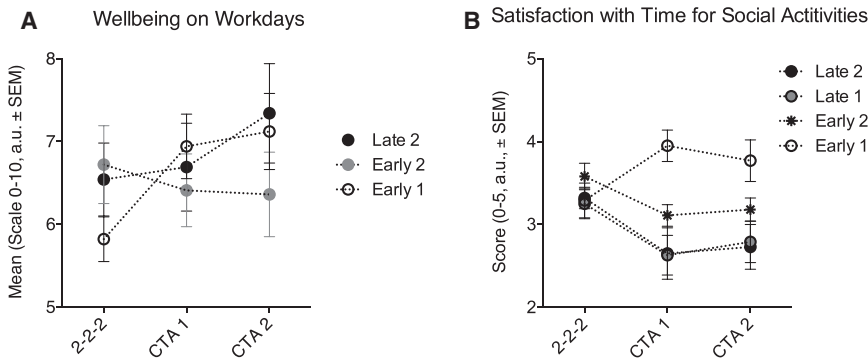 A Wellbeing on Workdays
Mean (Scale 0-10, a.u. ± SEM)
8
7
6
5
2-2-2
CTA 1
CTA 2
Late 2
Early 2
Early 1
B Satisfaction with Time for Social Actitivities
Score (0-5, a.u., ± SEM)
5
4
3
2
2-2-2
CTA 1
CTA 2
Late 2
Late 1
Early 2
Early 1